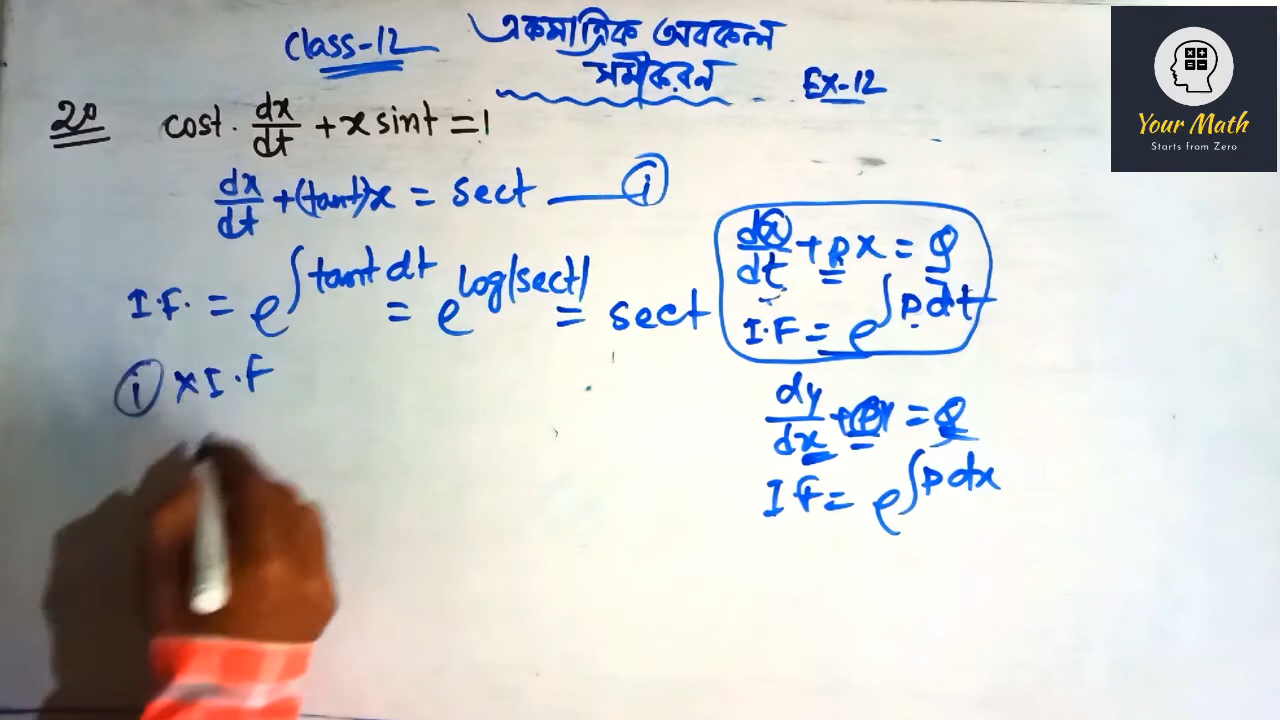 Class-12 একমাত্রিক অবকল
সমীকরণ EX-12
20 cost. dx/dt + x sint = 1
dx/dt + (tant)x = sect — (i)
I.F. = e^∫tant dt = e^log|sect| = sect
(i) × I.F
dx/dt + Px = Q
I.F = e^∫P dt
dy/dx + Py = Q
I F = e^∫P dx
Your Math
Starts from Zero